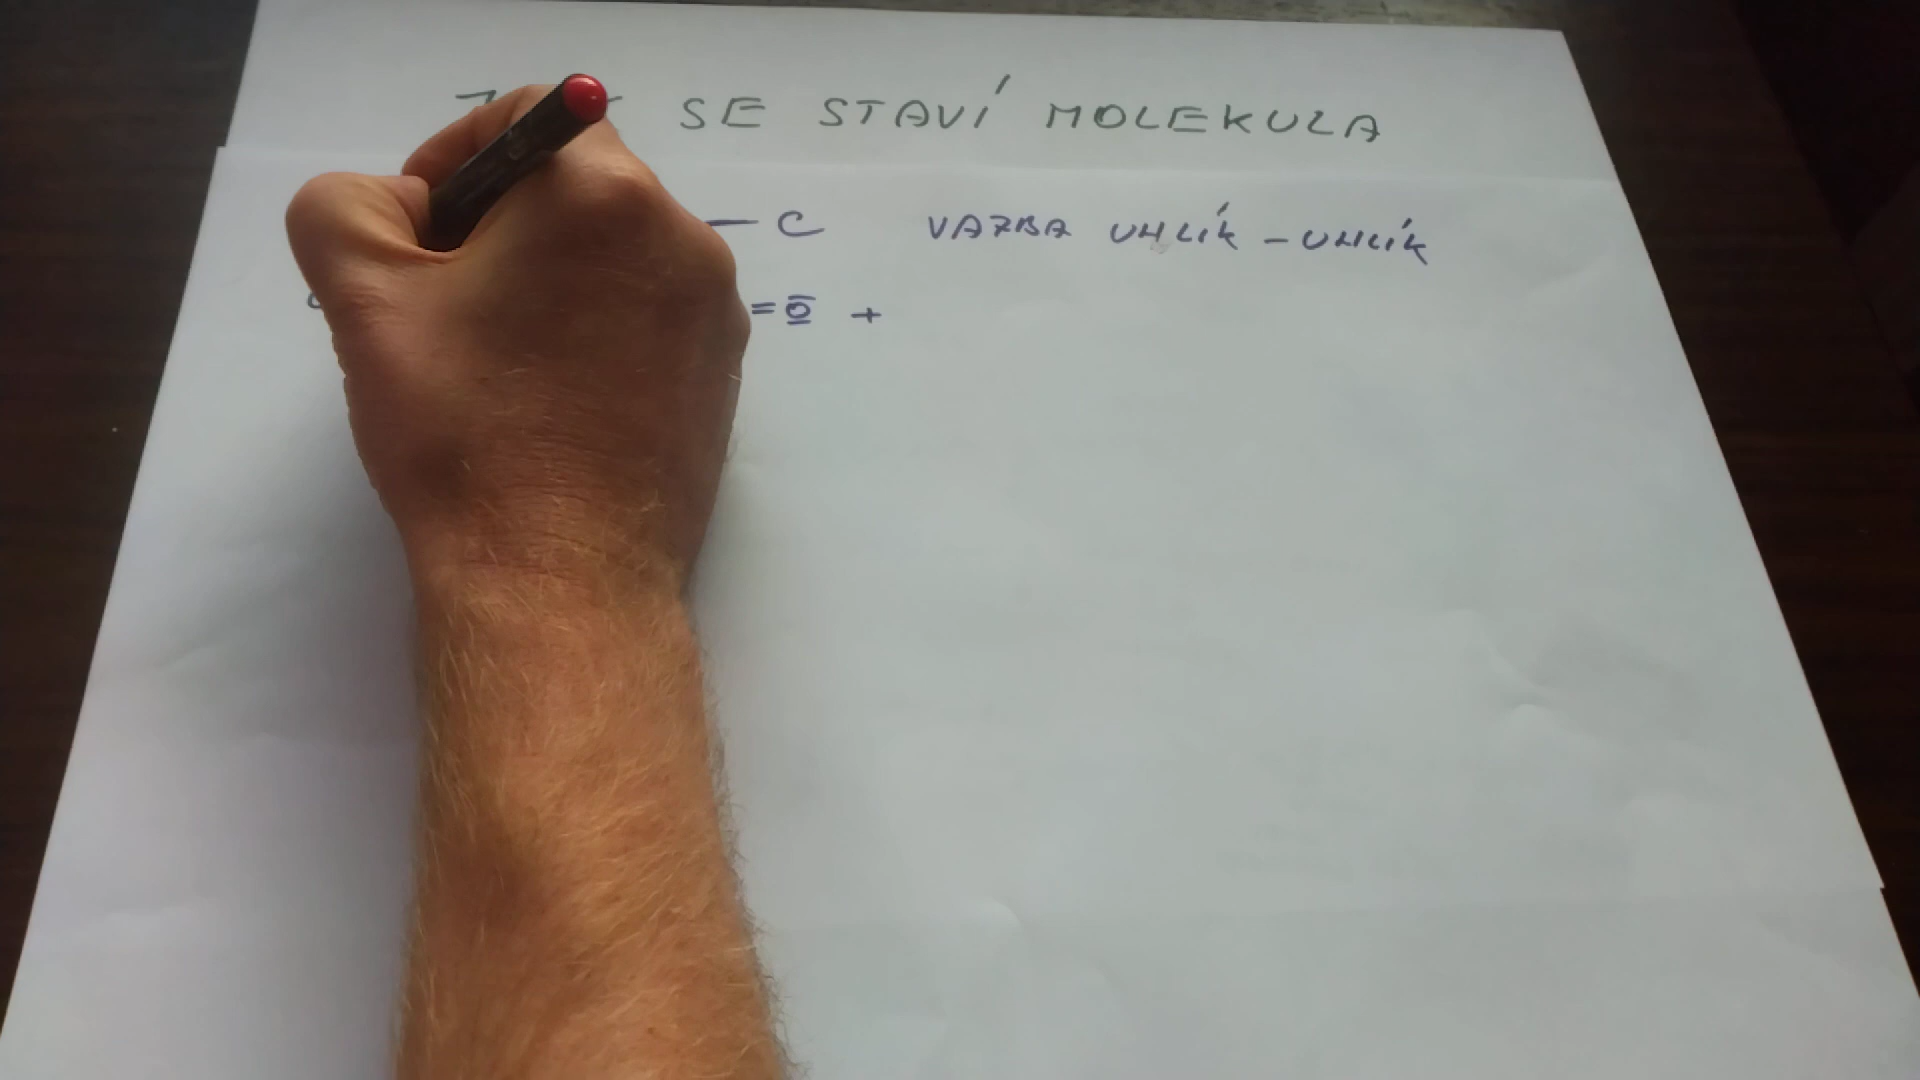 SE STAVÍ MOLEKULA
— C VAZBA UHLÍK – UHLÍK
=O̲̅ +